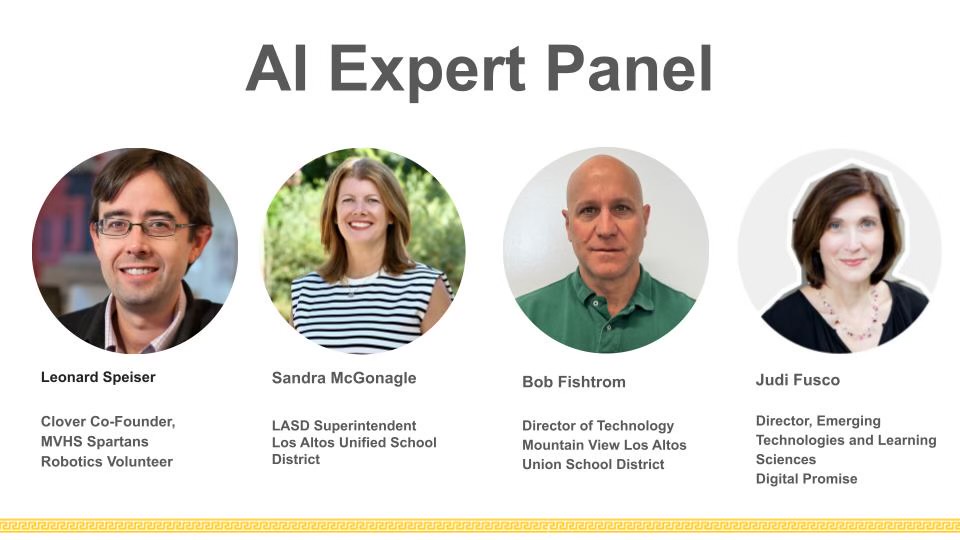 AI Expert Panel
Leonard Speiser
Clover Co-Founder,
MVHS Spartans
Robotics Volunteer
Sandra McGonagle
LASD Superintendent
Los Altos Unified School
District
Bob Fishtrom
Director of Technology
Mountain View Los Altos
Union School District
Judi Fusco
Director, Emerging
Technologies and Learning
Sciences
Digital Promise